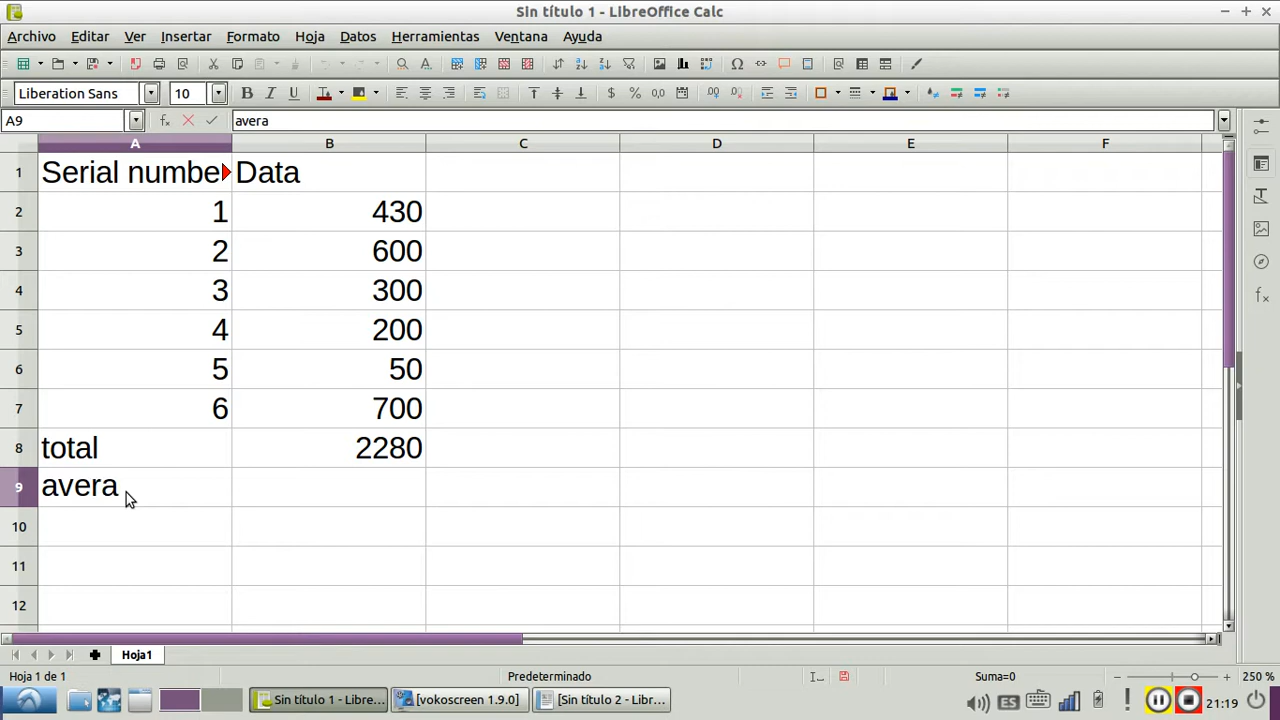 Sin título 1 - LibreOffice Calc
Archivo Editar Ver Insertar Formato Hoja Datos Herramientas Ventana Ayuda
Liberation Sans 10
A9 avera
A B C D E F
1 Serial numbe Data
2 1 430
3 2 600
4 3 300
5 4 200
6 5 50
7 6 700
8 total 2280
9 avera
10
11
12
Hoja1
Hoja 1 de 1 Predeterminado Suma=0 250 %
Sin título 1 - Libre... [vokoscreen 1.9.0] [Sin título 2 - Libr... ES 21:19